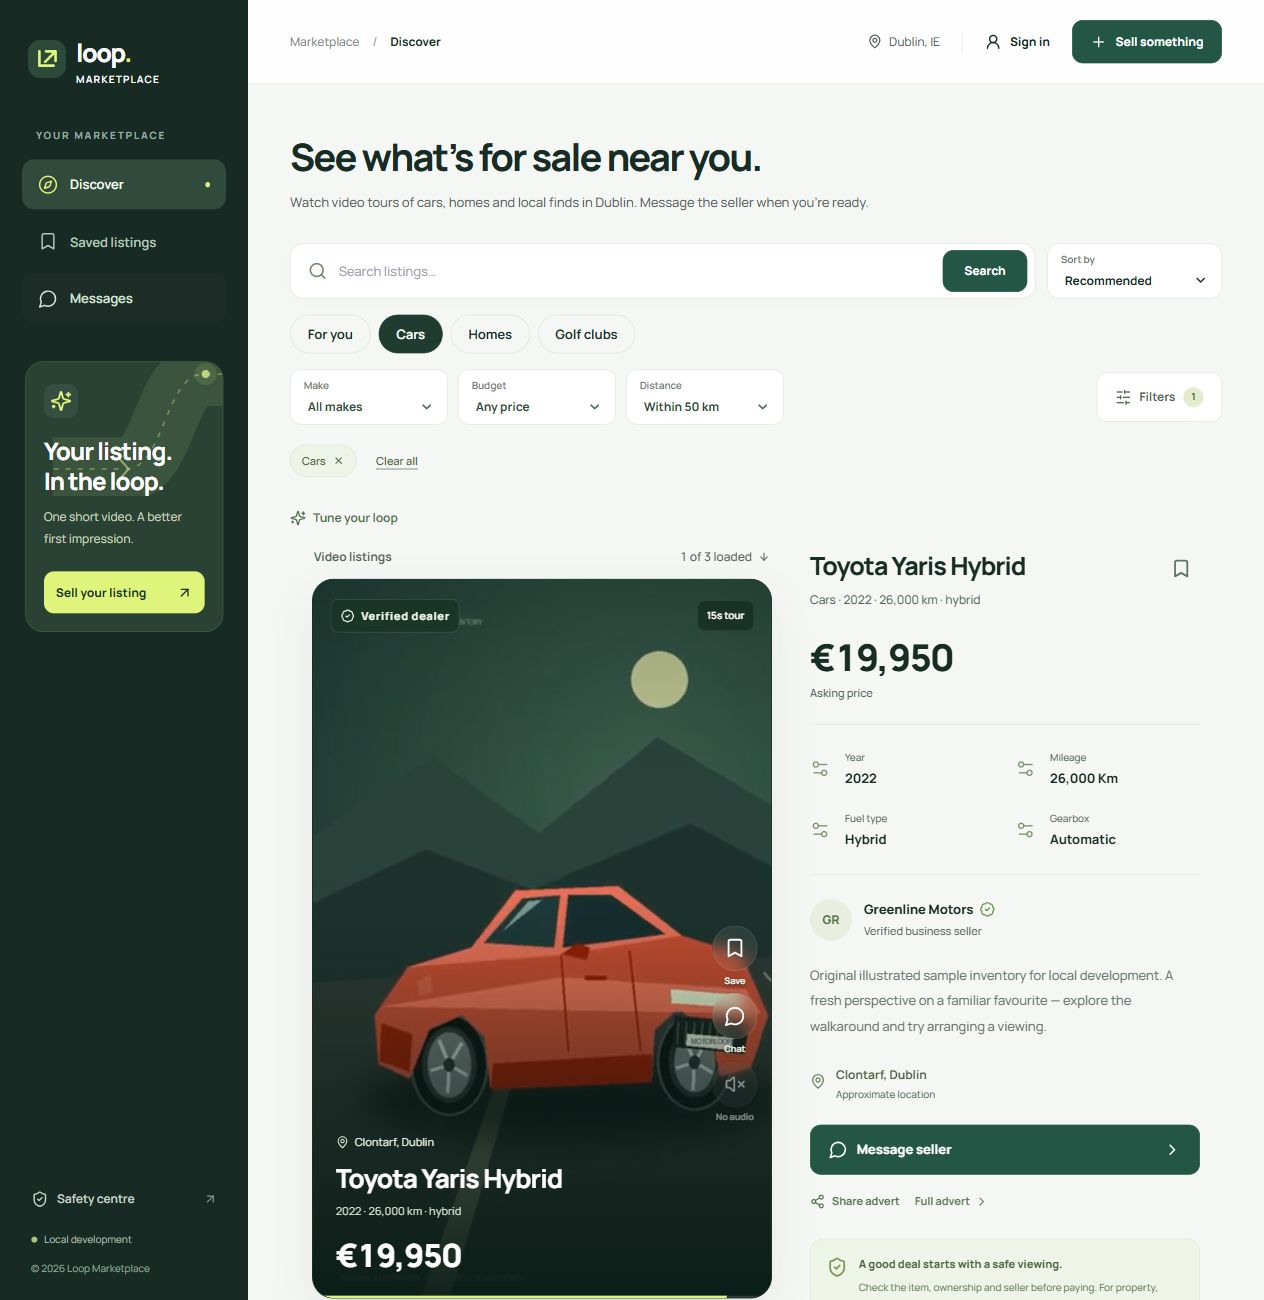 loop.
MARKETPLACE
YOUR MARKETPLACE
Discover
Saved listings
Messages
Your listing.
In the loop.
One short video. A better
first impression.
Sell your listing
Safety centre
Local development
© 2026 Loop Marketplace
Marketplace / Discover
Dublin, IE
Sign in
Sell something
See what's for sale near you.
Watch video tours of cars, homes and local finds in Dublin. Message the seller when you're ready.
Search listings...
Search
Sort by
Recommended
For you
Cars
Homes
Golf clubs
Make
All makes
Budget
Any price
Distance
Within 50 km
Filters 1
Cars
Clear all
Tune your loop
Video listings
1 of 3 loaded
Verified dealer
15s tour
Save
Chat
No audio
Clontarf, Dublin
Toyota Yaris Hybrid
2022 · 26,000 km · hybrid
€19,950
Toyota Yaris Hybrid
Cars · 2022 · 26,000 km · hybrid
€19,950
Asking price
Year
2022
Mileage
26,000 Km
Fuel type
Hybrid
Gearbox
Automatic
GR
Greenline Motors
Verified business seller
Original illustrated sample inventory for local development. A
fresh perspective on a familiar favourite — explore the
walkaround and try arranging a viewing.
Clontarf, Dublin
Approximate location
Message seller
Share advert
Full advert
A good deal starts with a safe viewing.
Check the item, ownership and seller before paying. For property,